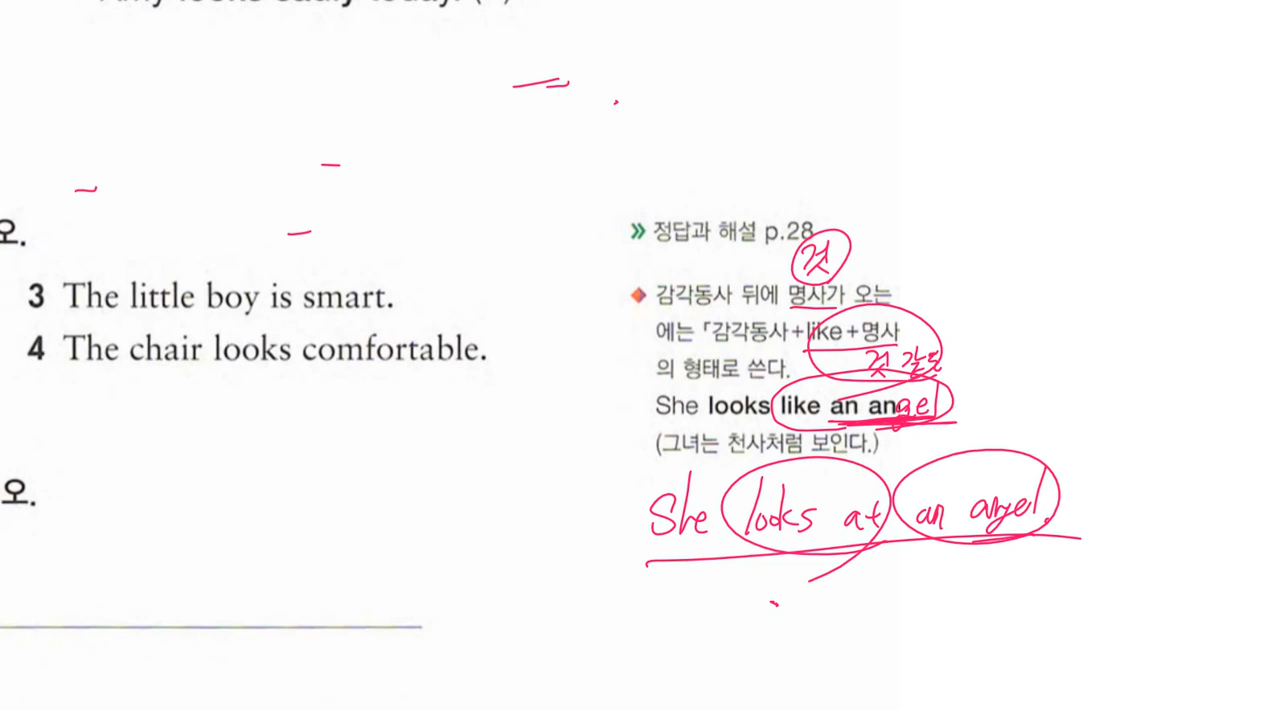 오.
3 The little boy is smart.
4 The chair looks comfortable.
오.
» 정답과 해설 p.28
것
감각동사 뒤에 명사가 오는
에는 「감각동사+like+명사
의 형태로 쓴다.
것 같은
She looks like an angel
(그녀는 천사처럼 보인다.)
She looks at an angel.